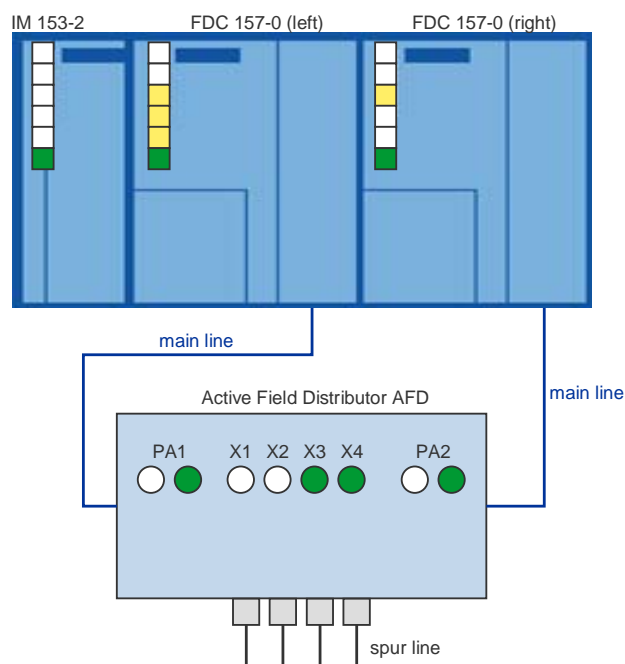 IM 153-2 FDC 157-0 (left) FDC 157-0 (right)
main line
main line
Active Field Distributor AFD
PA1 X1 X2 X3 X4 PA2
spur line